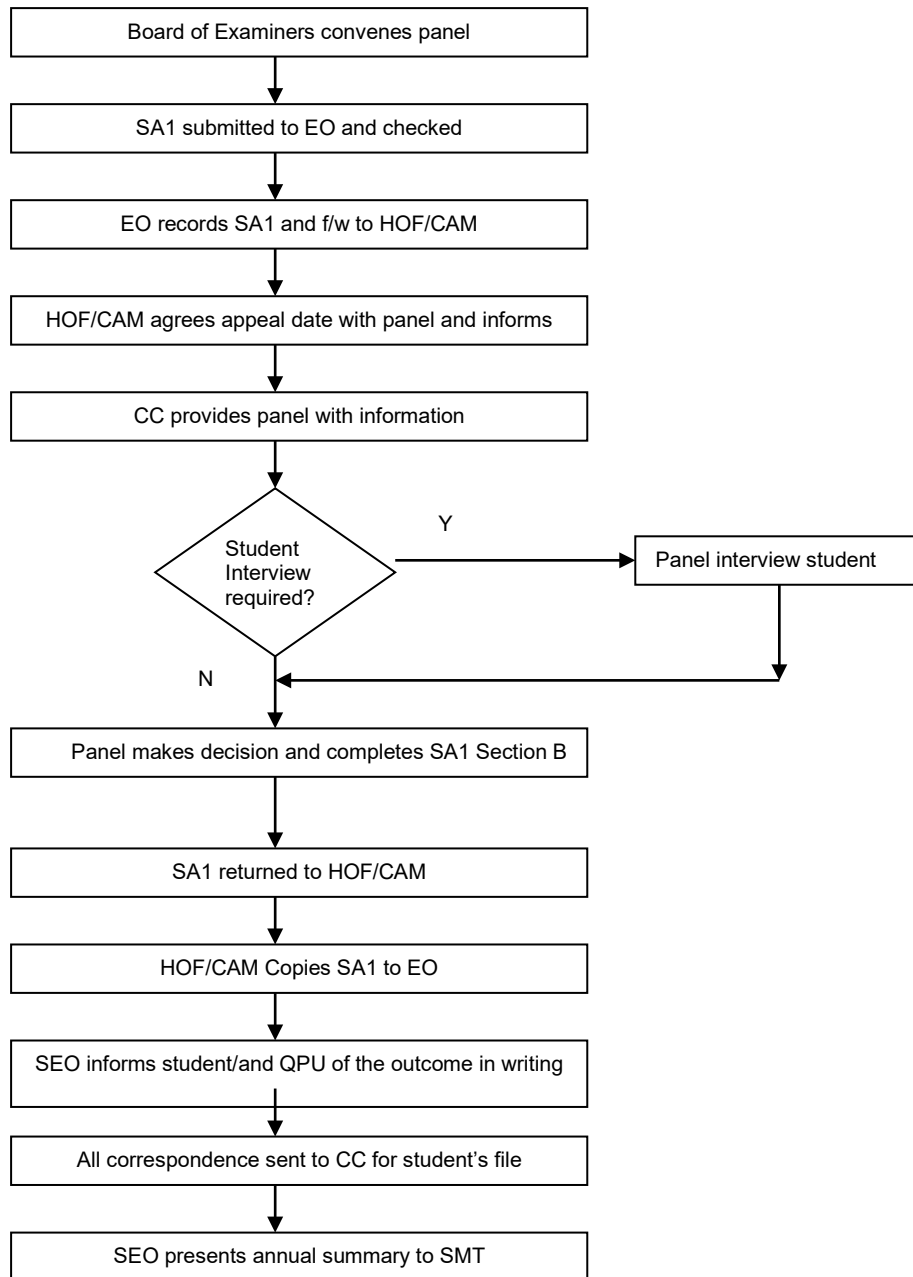 Board of Examiners convenes panel
SA1 submitted to EO and checked
EO records SA1 and f/w to HOF/CAM
HOF/CAM agrees appeal date with panel and informs
CC provides panel with information
Student
Interview
required?
Y
Panel interview student
N
Panel makes decision and completes SA1 Section B
SA1 returned to HOF/CAM
HOF/CAM Copies SA1 to EO
SEO informs student/and QPU of the outcome in writing
All correspondence sent to CC for student’s file
SEO presents annual summary to SMT